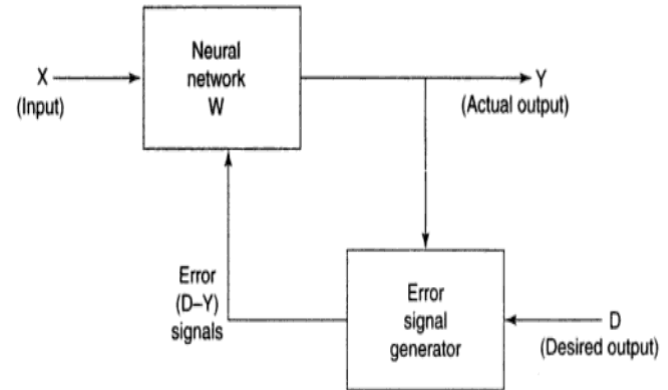 Neural
network
W
X
(Input)
Y
(Actual output)
Error
(D–Y)
signals
Error
signal
generator
D
(Desired output)